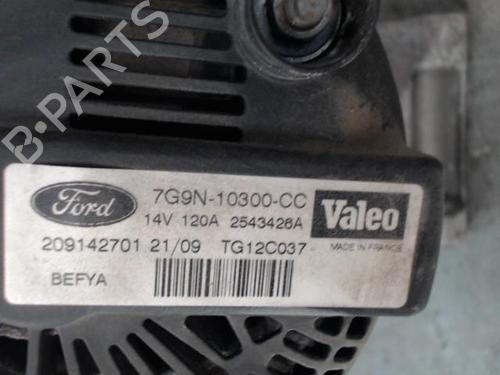 B-PARTS
Ford
7G9N-10300-CC
14V 120A 2543426A
Valeo
209142701 21/09 TG12C037
MADE IN FRANCE
BEFYA